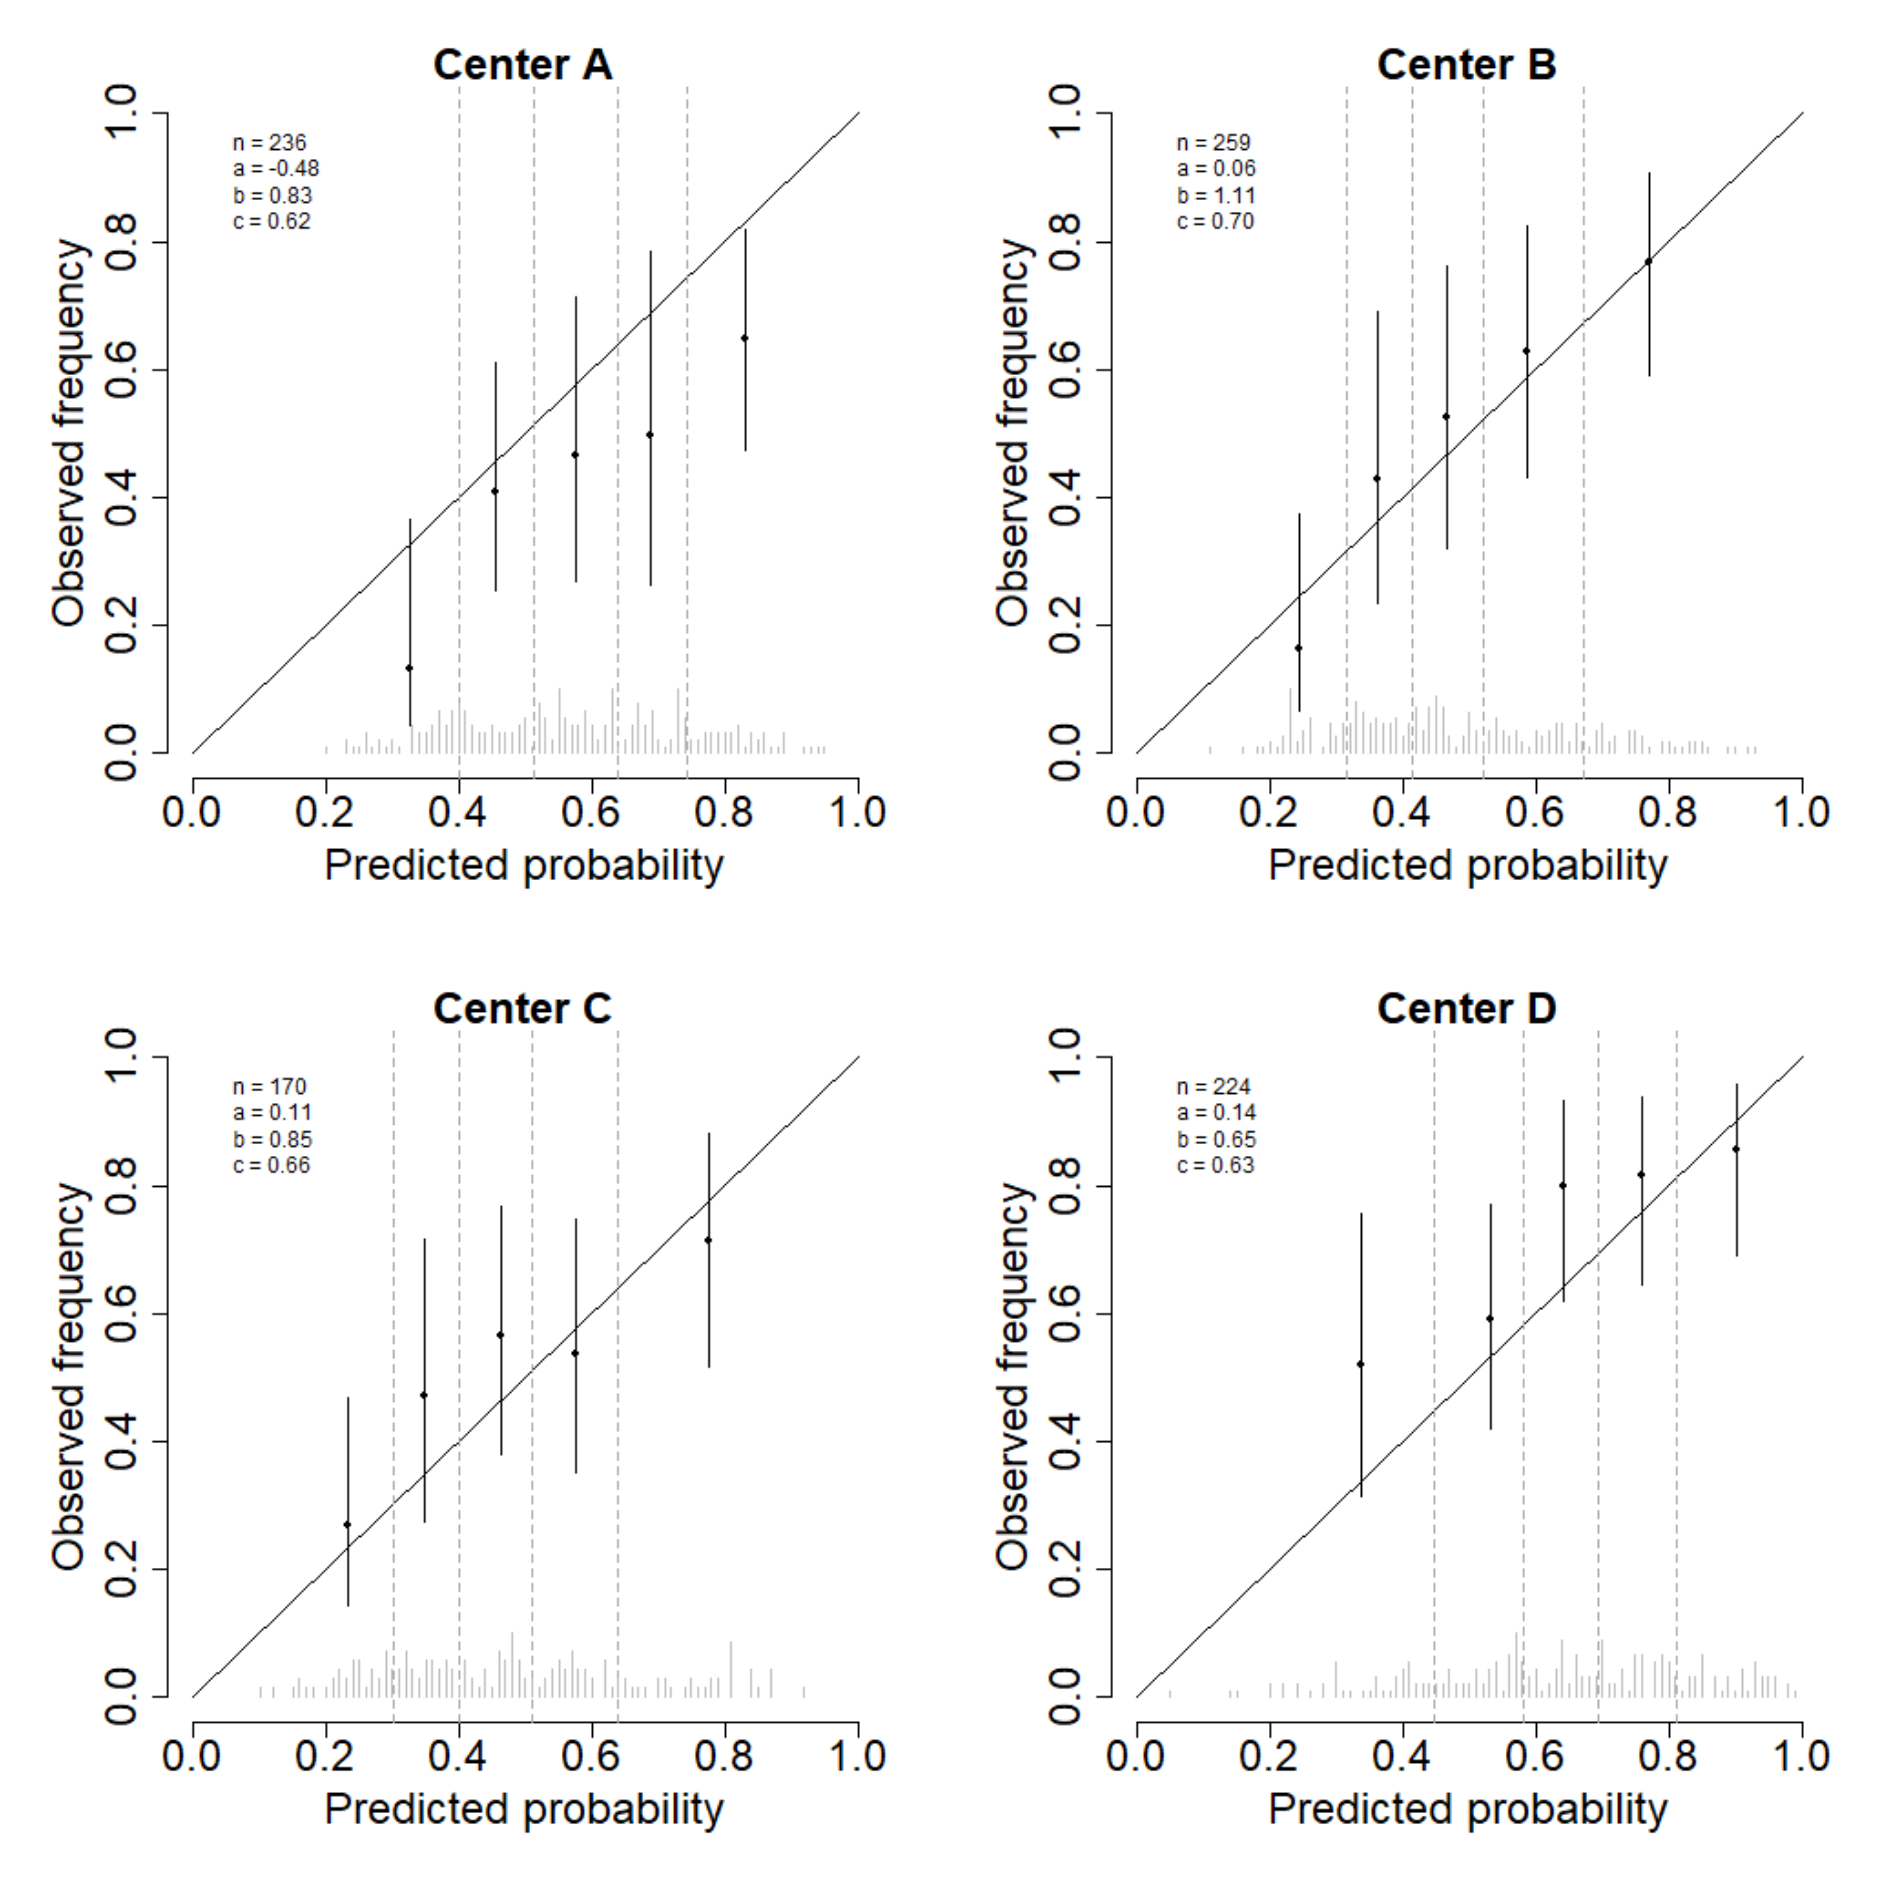 Center A
n = 236
a = -0.48
b = 0.83
c = 0.62
Observed frequency
0.0 0.2 0.4 0.6 0.8 1.0
0.0 0.2 0.4 0.6 0.8 1.0
Predicted probability
Center B
n = 259
a = 0.06
b = 1.11
c = 0.70
Observed frequency
0.0 0.2 0.4 0.6 0.8 1.0
0.0 0.2 0.4 0.6 0.8 1.0
Predicted probability
Center C
n = 170
a = 0.11
b = 0.85
c = 0.66
Observed frequency
0.0 0.2 0.4 0.6 0.8 1.0
0.0 0.2 0.4 0.6 0.8 1.0
Predicted probability
Center D
n = 224
a = 0.14
b = 0.65
c = 0.63
Observed frequency
0.0 0.2 0.4 0.6 0.8 1.0
0.0 0.2 0.4 0.6 0.8 1.0
Predicted probability